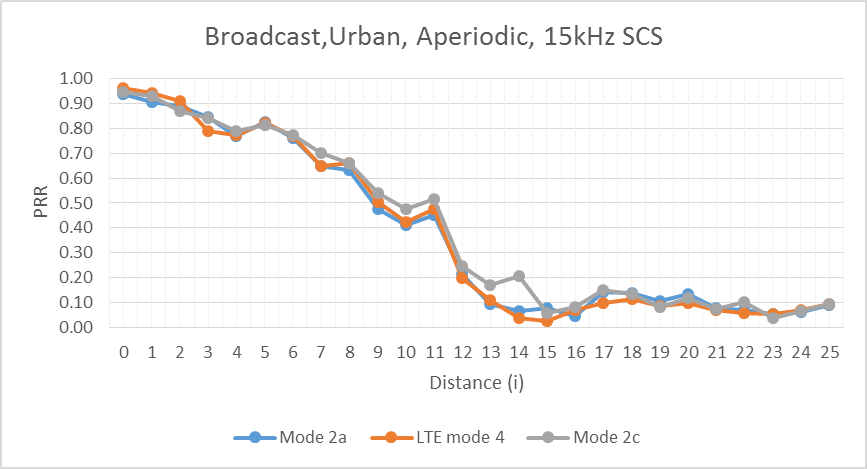 Broadcast,Urban, Aperiodic, 15kHz SCS
1.00
0.90
0.80
0.70
0.60
0.50
0.40
0.30
0.20
0.10
0.00
PRR
0 1 2 3 4 5 6 7 8 9 10 11 12 13 14 15 16 17 18 19 20 21 22 23 24 25
Distance (i)
Mode 2a LTE mode 4 Mode 2c